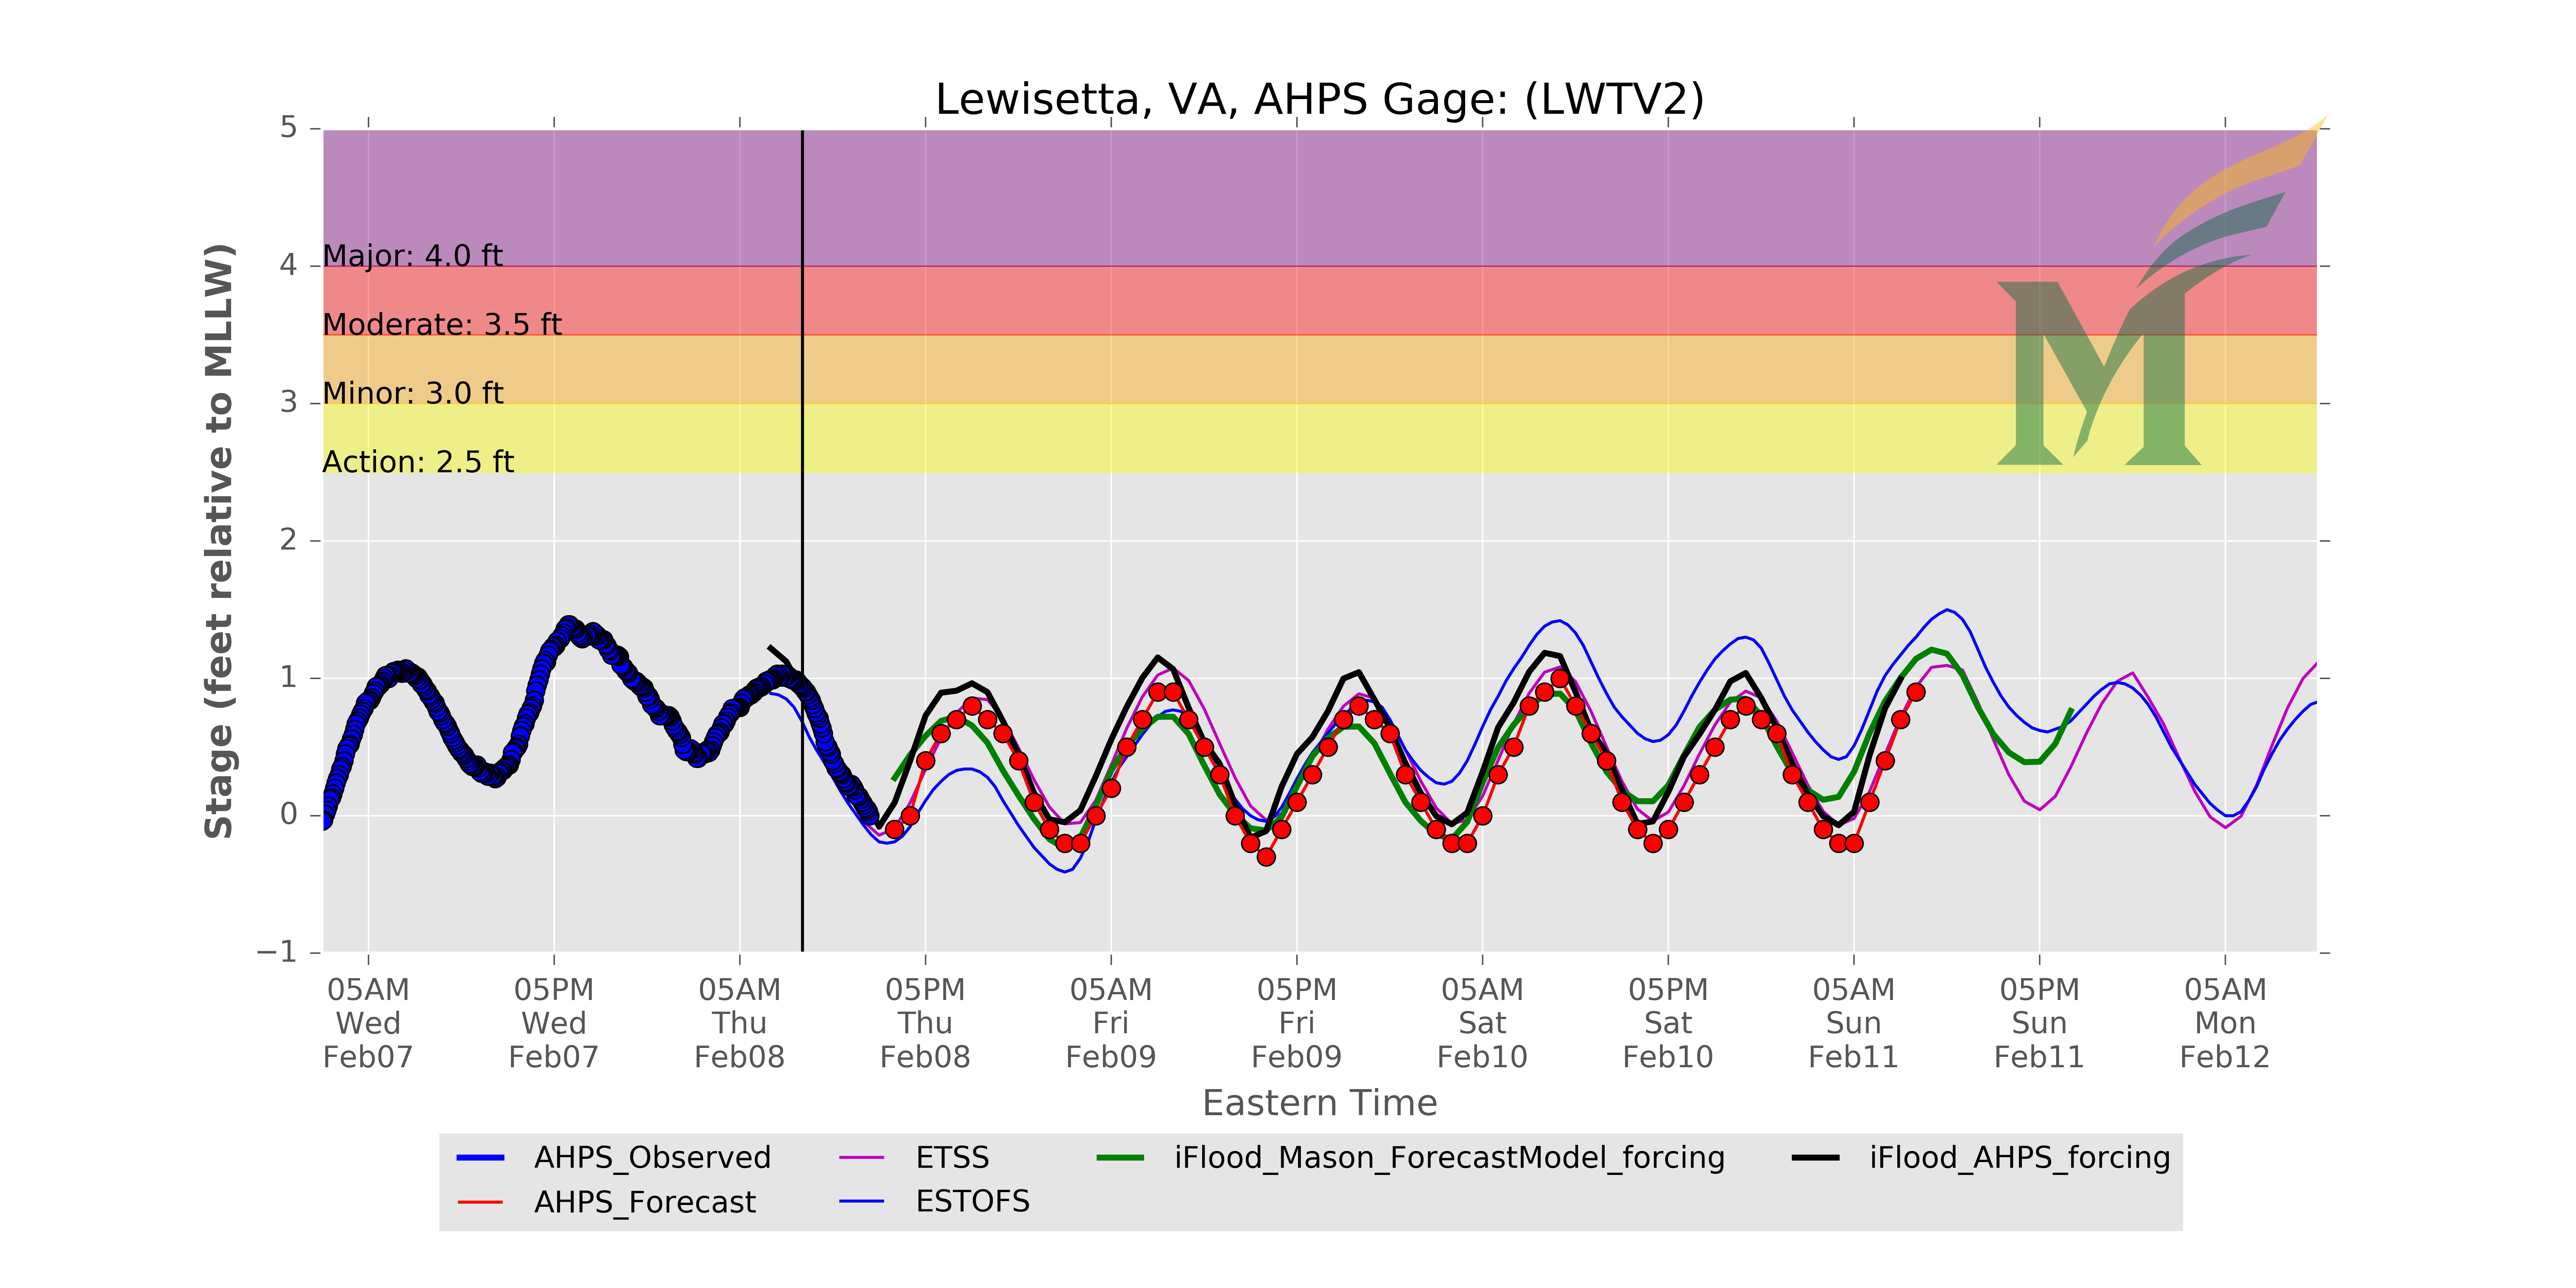 Lewisetta, VA, AHPS Gage: (LWTV2)
Stage (feet relative to MLLW)
5
4
3
2
1
0
−1
Major: 4.0 ft
Moderate: 3.5 ft
Minor: 3.0 ft
Action: 2.5 ft
M
05AM Wed Feb07
05PM Wed Feb07
05AM Thu Feb08
05PM Thu Feb08
05AM Fri Feb09
05PM Fri Feb09
05AM Sat Feb10
05PM Sat Feb10
05AM Sun Feb11
05PM Sun Feb11
05AM Mon Feb12
Eastern Time
AHPS_Observed
AHPS_Forecast
ETSS
ESTOFS
iFlood_Mason_ForecastModel_forcing
iFlood_AHPS_forcing